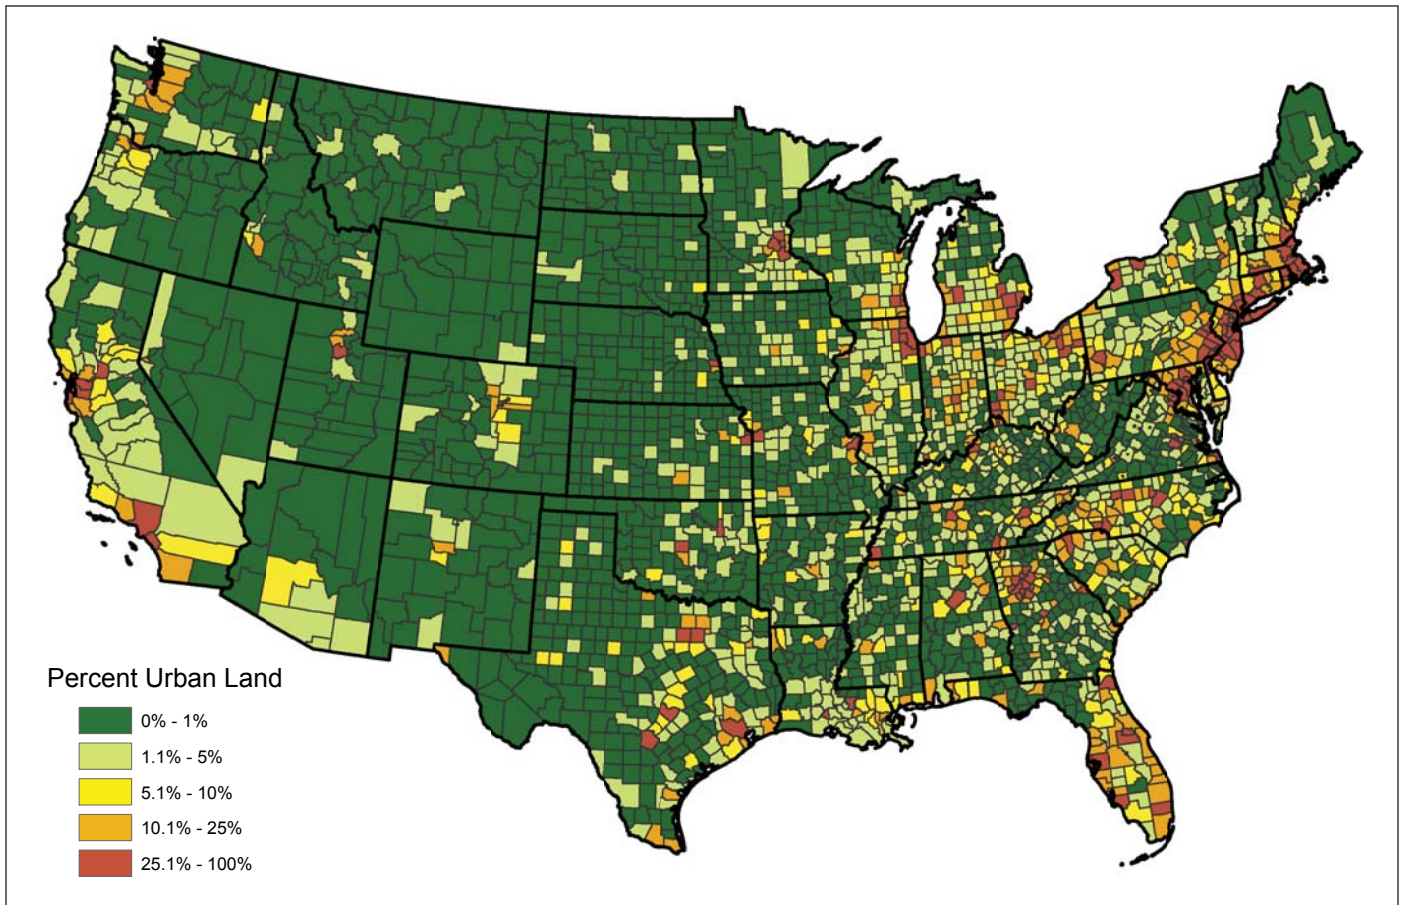 Percent Urban Land
0% - 1%
1.1% - 5%
5.1% - 10%
10.1% - 25%
25.1% - 100%